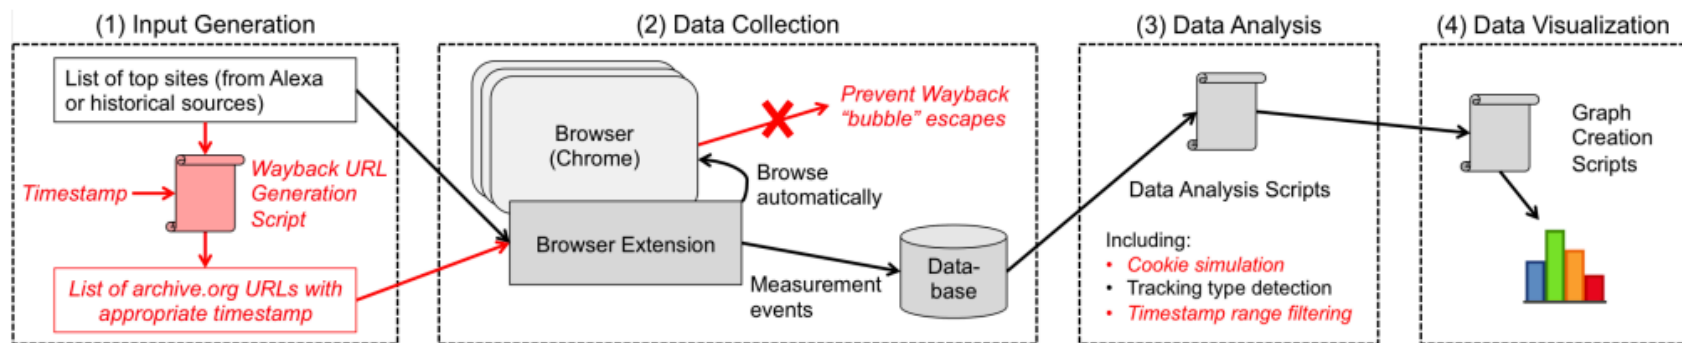 (1) Input Generation
List of top sites (from Alexa
or historical sources)
Timestamp
Wayback URL
Generation
Script
List of archive.org URLs with
appropriate timestamp
(2) Data Collection
Browser
(Chrome)
Prevent Wayback
“bubble” escapes
Browse
automatically
Browser Extension
Measurement
events
Data-
base
(3) Data Analysis
Data Analysis Scripts
Including:
• Cookie simulation
• Tracking type detection
• Timestamp range filtering
(4) Data Visualization
Graph
Creation
Scripts